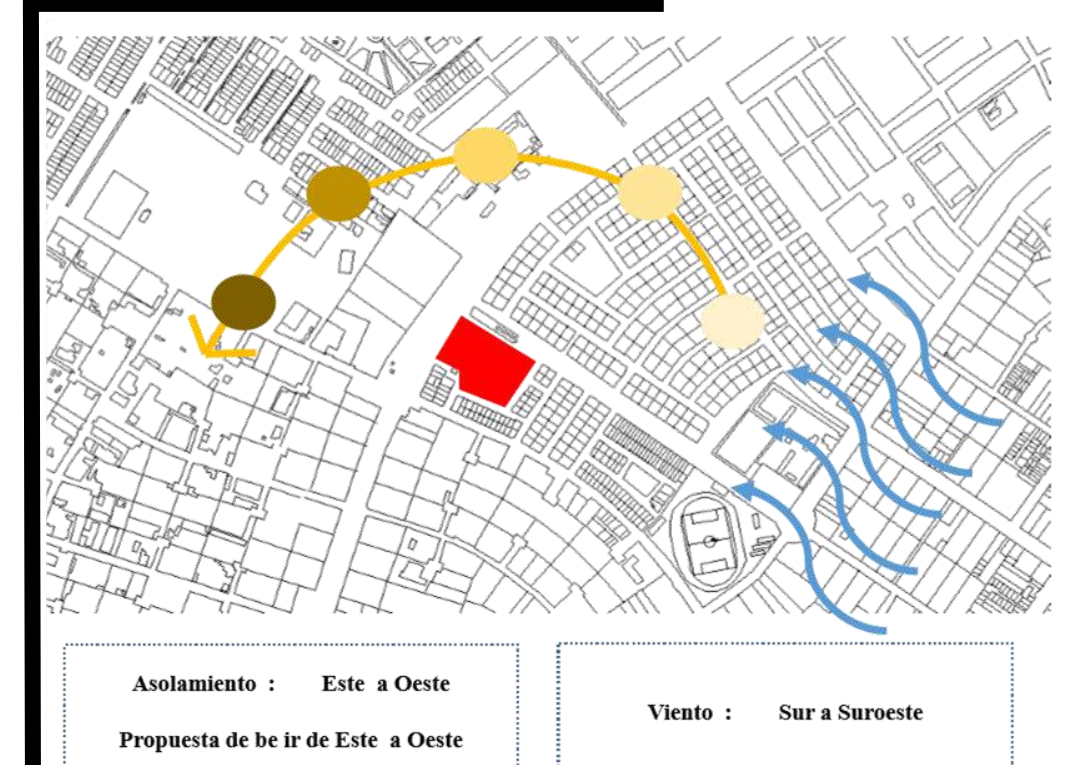 Asolamiento : Este a Oeste
Propuesta de be ir de Este a Oeste
Viento : Sur a Suroeste